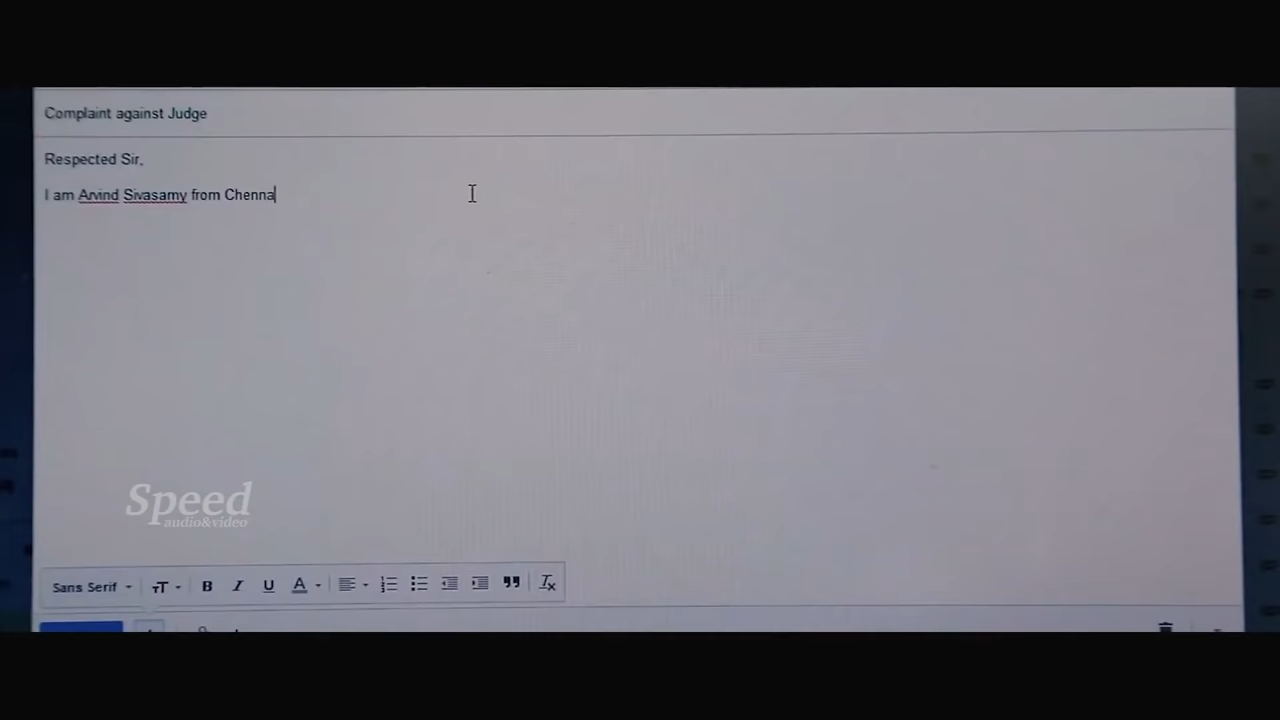 Complaint against Judge
Respected Sir,
I am Arvind Sivasamy from Chenna
Speed
audio&video
Sans Serif